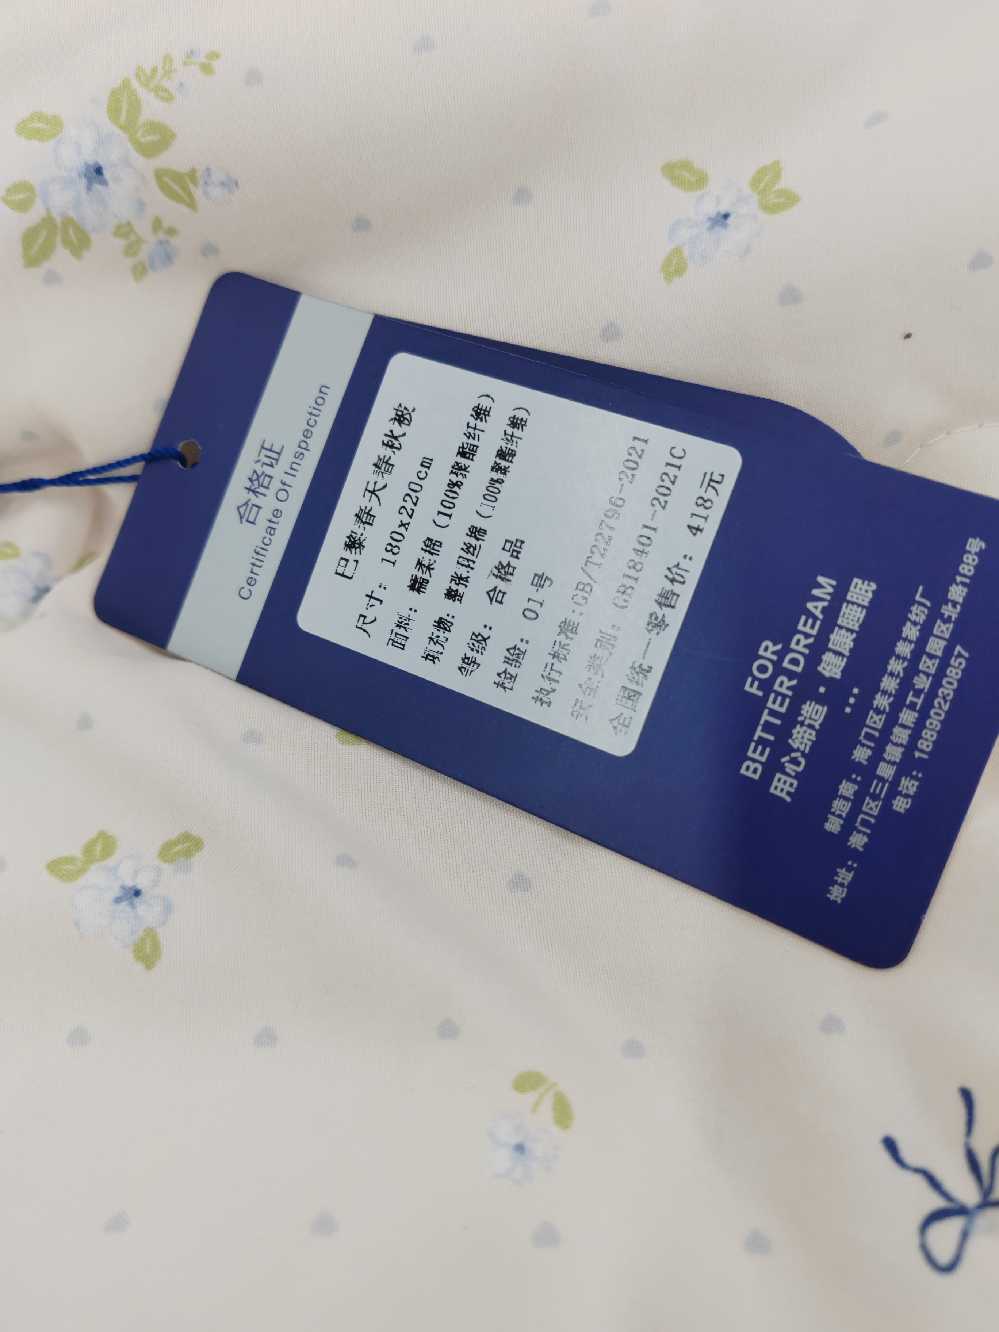 合格证
Certificate Of Inspection
巴黎春天春秋被
尺寸：180x220cm
面料：糯柔棉（100%聚酯纤维）
填充物：整张羽丝棉（100%聚酯纤维）
等级：合格品
检验：01号
执行标准：GB/T22796-2021
安全类别：GB18401-2021C
全国统一零售价：418元
FOR
BETTER DREAM
用心缔造·健康睡眠
制造商：海门区芙莱芙美家纺厂
地址：海门区三星镇镇南工业区园区北路188号
电话：18890230857